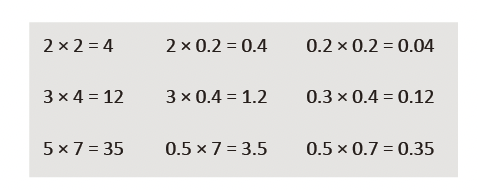 2 × 2 = 4 2 × 0.2 = 0.4 0.2 × 0.2 = 0.04
3 × 4 = 12 3 × 0.4 = 1.2 0.3 × 0.4 = 0.12
5 × 7 = 35 0.5 × 7 = 3.5 0.5 × 0.7 = 0.35